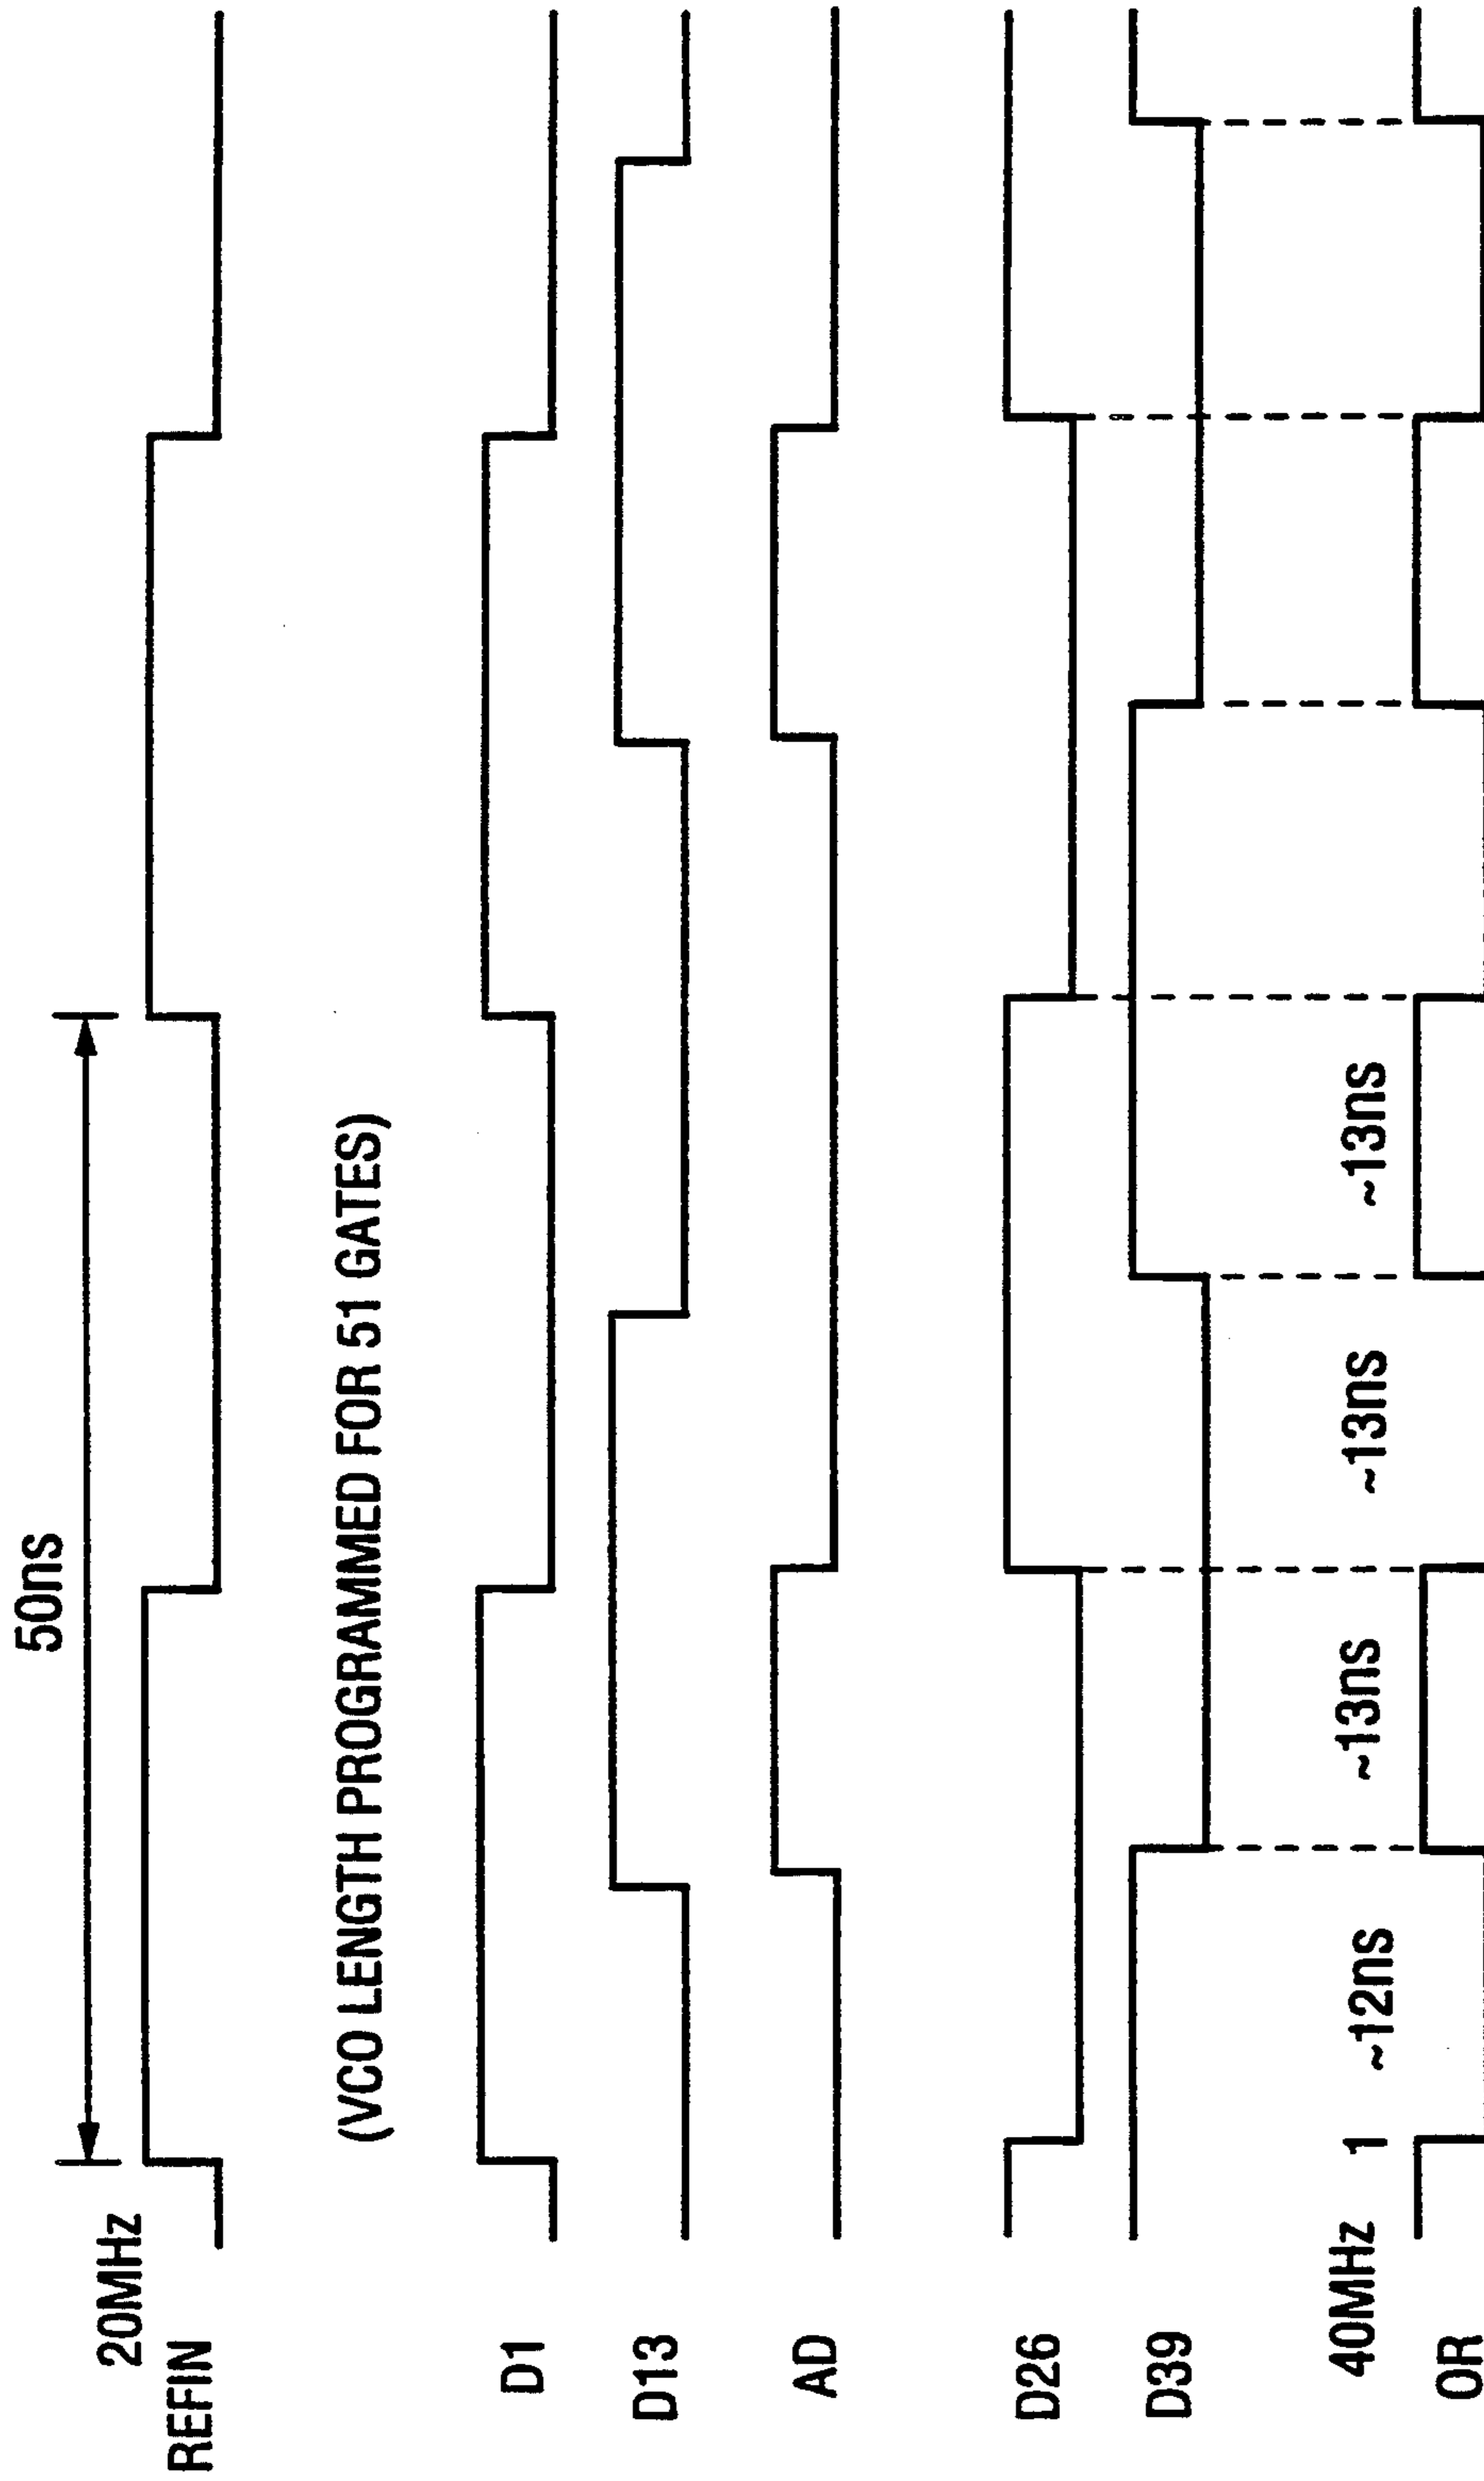 50ns
20MHz
REFIN
(VCO LENGTH PROGRAMMED FOR 51 GATES)
D1
D13
AD
D26
D39
40MHz 1 ~12ns ~13ns ~13ns ~13ns
OR